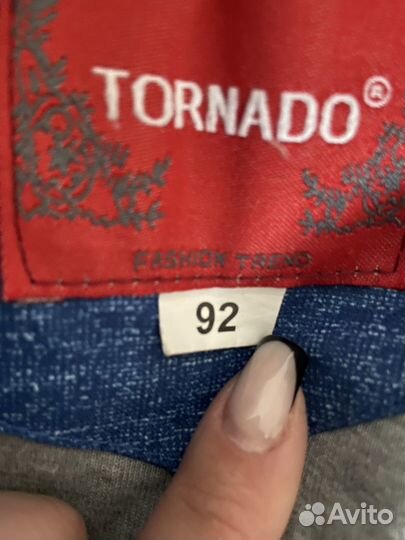 TORNADO®
FASHION TREND
92
Avito